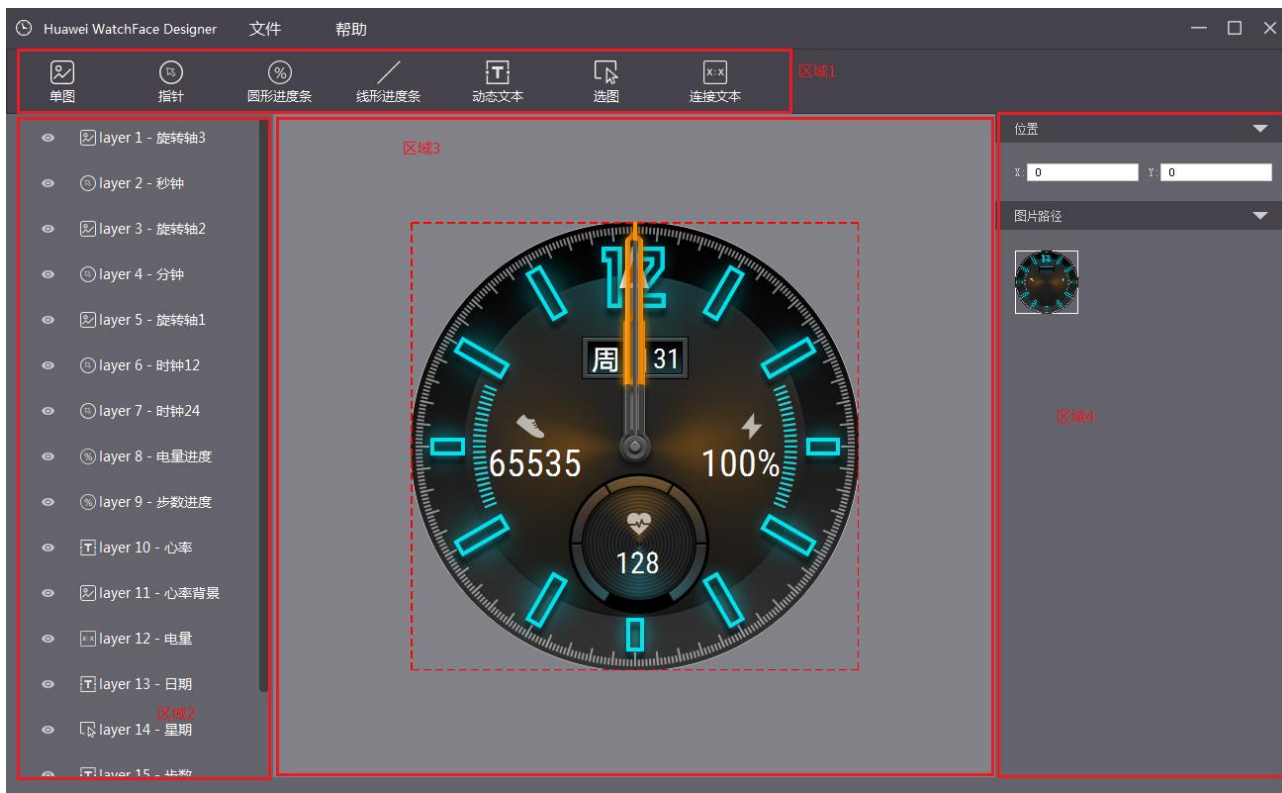 Huawei WatchFace Designer 文件 帮助
单图 指针 圆形进度条 线形进度条 动态文本 选图 连接文本
区域1
layer 1 - 旋转轴3
layer 2 - 秒钟
layer 3 - 旋转轴2
layer 4 - 分钟
layer 5 - 旋转轴1
layer 6 - 时钟12
layer 7 - 时钟24
layer 8 - 电量进度
layer 9 - 步数进度
layer 10 - 心率
layer 11 - 心率背景
layer 12 - 电量
layer 13 - 日期
区域2
layer 14 - 星期
layer 15 - 步数
区域3
12
周 131
65535 100%
128
位置
X: 0 Y: 0
图片路径
区域4